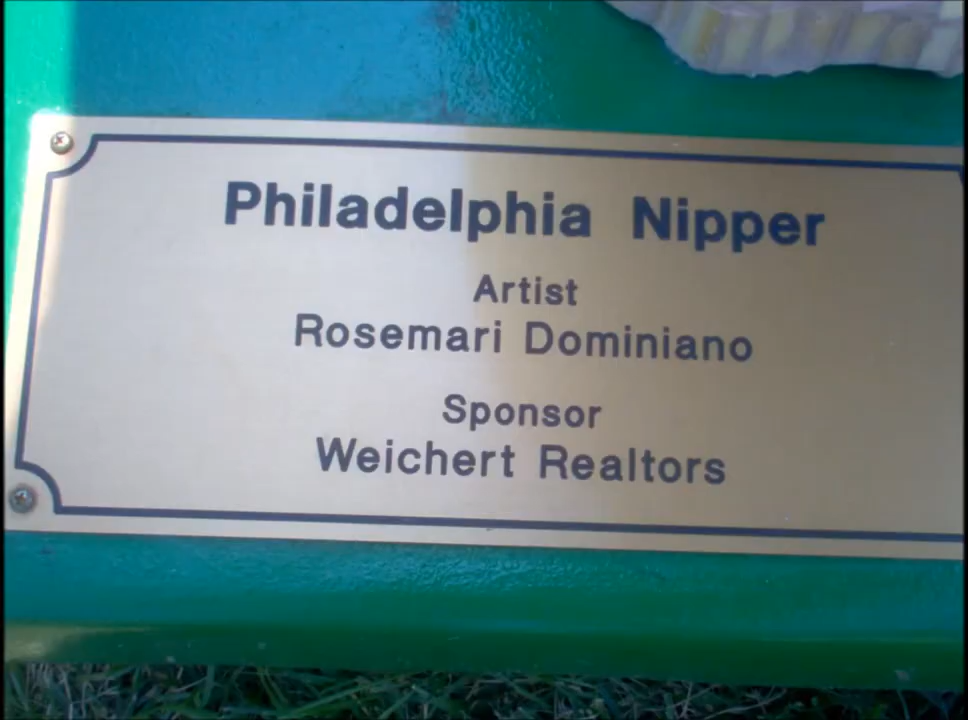 Philadelphia Nipper
Artist
Rosemari Dominiano
Sponsor
Weichert Realtors